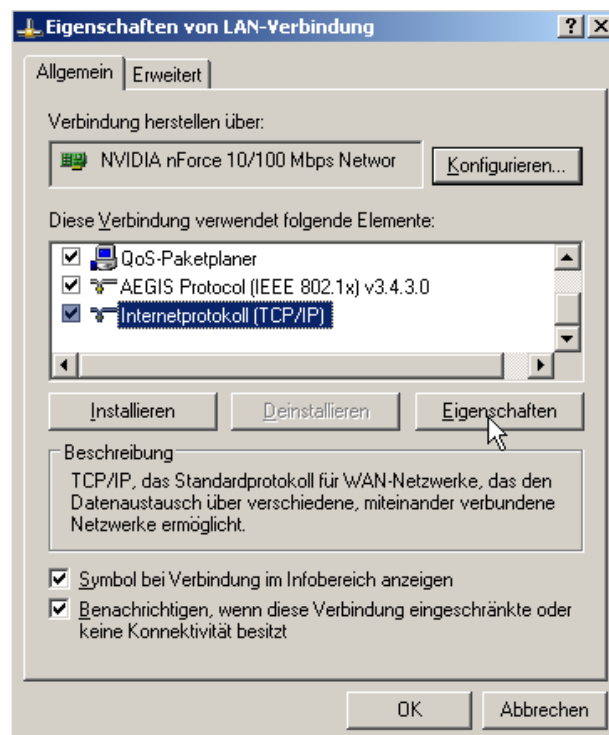 Eigenschaften von LAN-Verbindung
Allgemein
Erweitert
Verbindung herstellen über:
NVIDIA nForce 10/100 Mbps Networ
Konfigurieren...
Diese Verbindung verwendet folgende Elemente:
QoS-Paketplaner
AEGIS Protocol (IEEE 802.1x) v3.4.3.0
Internetprotokoll (TCP/IP)
Installieren
Deinstallieren
Eigenschaften
Beschreibung
TCP/IP, das Standardprotokoll für WAN-Netzwerke, das den
Datenaustausch über verschiedene, miteinander verbundene
Netzwerke ermöglicht.
Symbol bei Verbindung im Infobereich anzeigen
Benachrichtigen, wenn diese Verbindung eingeschränkte oder
keine Konnektivität besitzt
OK
Abbrechen